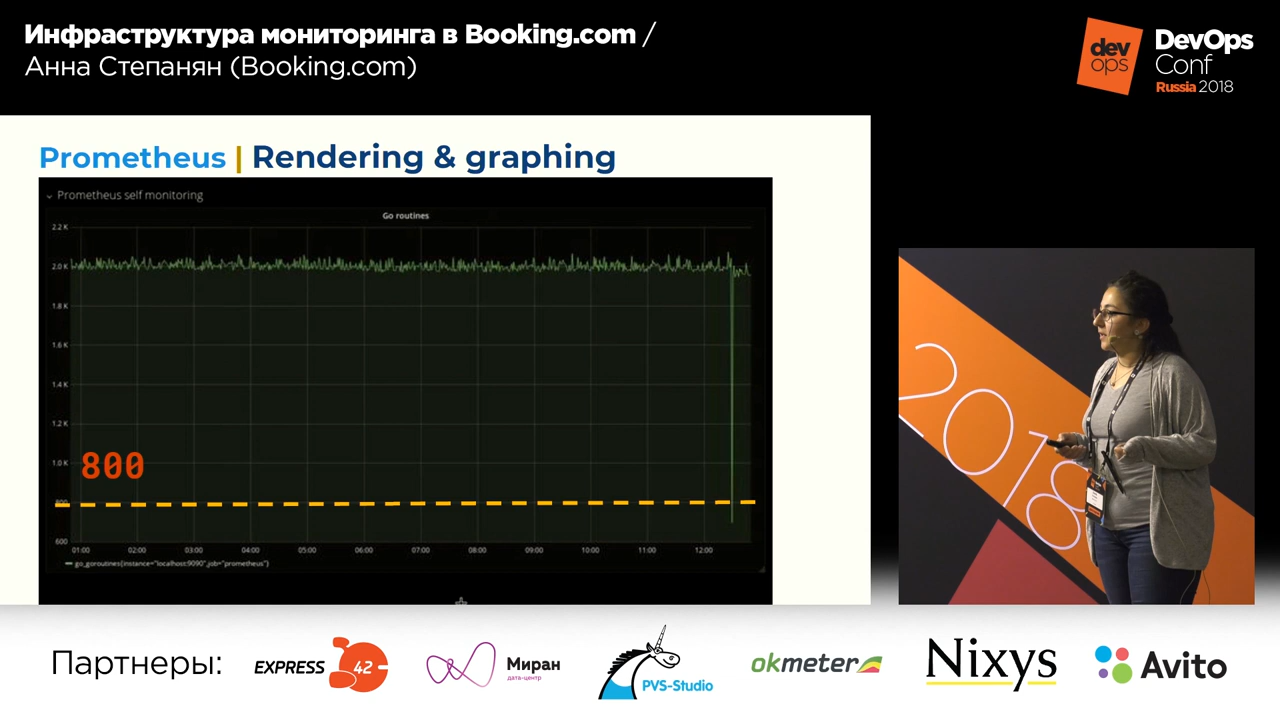 Инфраструктура мониторинга в Booking.com /
Анна Степанян (Booking.com)
dev
ops
DevOps
Conf
Russia 2018
Prometheus | Rendering & graphing
Prometheus self monitoring
Go routines
2.2 K
2.0 K
1.8 K
1.6 K
1.4 K
1.2 K
1.0 K
800
800
600
01:00 02:00 03:00 04:00 05:00 06:00 07:00 08:00 09:00 10:00 11:00 12:00
go_goroutines{instance="localhost:9090",job="prometheus"}
2018
Партнеры:
EXPRESS 42
Миран
дата-центр
PVS-Studio
okmeter
Nixys
Avito